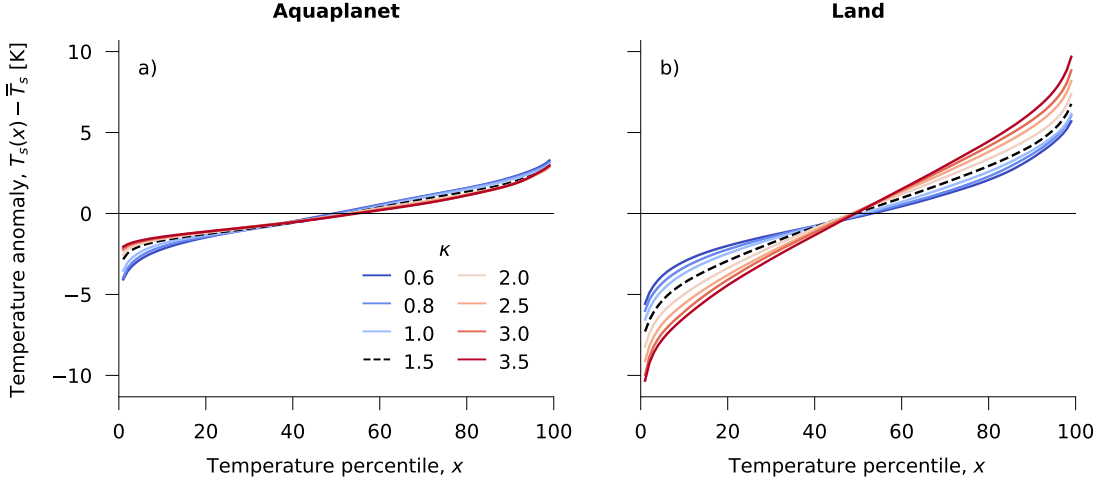 Aquaplanet
Land
Temperature anomaly, Tₛ(x) − T̿ₛ [K]
a)
b)
10
5
0
−5
−10
κ
0.6
2.0
0.8
2.5
1.0
3.0
1.5
3.5
0 20 40 60 80 100
0 20 40 60 80 100
Temperature percentile, x
Temperature percentile, x